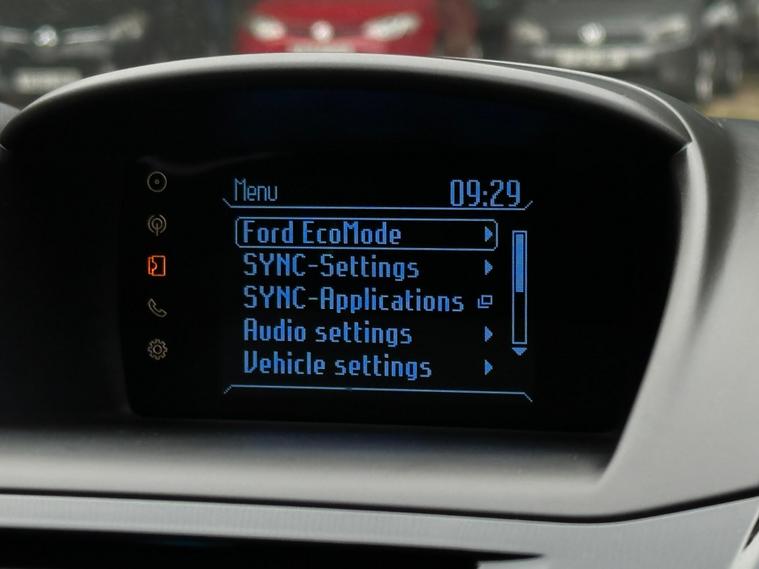 Menu 09:29
Ford EcoMode
SYNC-Settings
SYNC-Applications
Audio settings
Vehicle settings